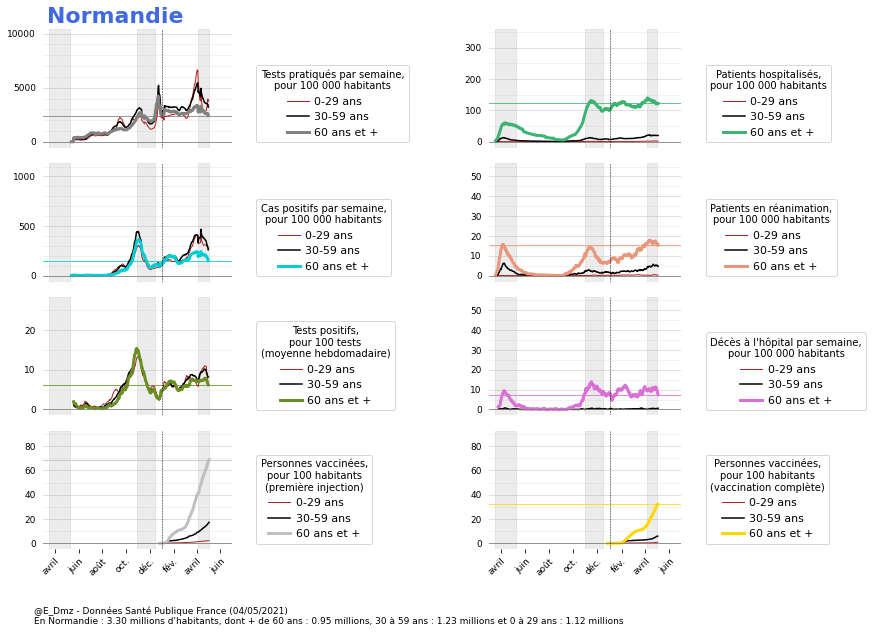 Normandie
10000
5000
0
Tests pratiqués par semaine,
pour 100 000 habitants
0-29 ans
30-59 ans
60 ans et +
300
200
100
0
Patients hospitalisés,
pour 100 000 habitants
0-29 ans
30-59 ans
60 ans et +
1000
500
0
Cas positifs par semaine,
pour 100 000 habitants
0-29 ans
30-59 ans
60 ans et +
50
40
30
20
10
0
Patients en réanimation,
pour 100 000 habitants
0-29 ans
30-59 ans
60 ans et +
20
10
0
Tests positifs,
pour 100 tests
(moyenne hebdomadaire)
0-29 ans
30-59 ans
60 ans et +
50
40
30
20
10
0
Décès à l'hôpital par semaine,
pour 100 000 habitants
0-29 ans
30-59 ans
60 ans et +
80
60
40
20
0
Personnes vaccinées,
pour 100 habitants
(première injection)
0-29 ans
30-59 ans
60 ans et +
avril juin août oct. déc. fév. avril juin
80
60
40
20
0
Personnes vaccinées,
pour 100 habitants
(vaccination complète)
0-29 ans
30-59 ans
60 ans et +
avril juin août oct. déc. fév. avril juin
@E_Dmz - Données Santé Publique France (04/05/2021)
En Normandie : 3.30 millions d'habitants, dont + de 60 ans : 0.95 millions, 30 à 59 ans : 1.23 millions et 0 à 29 ans : 1.12 millions